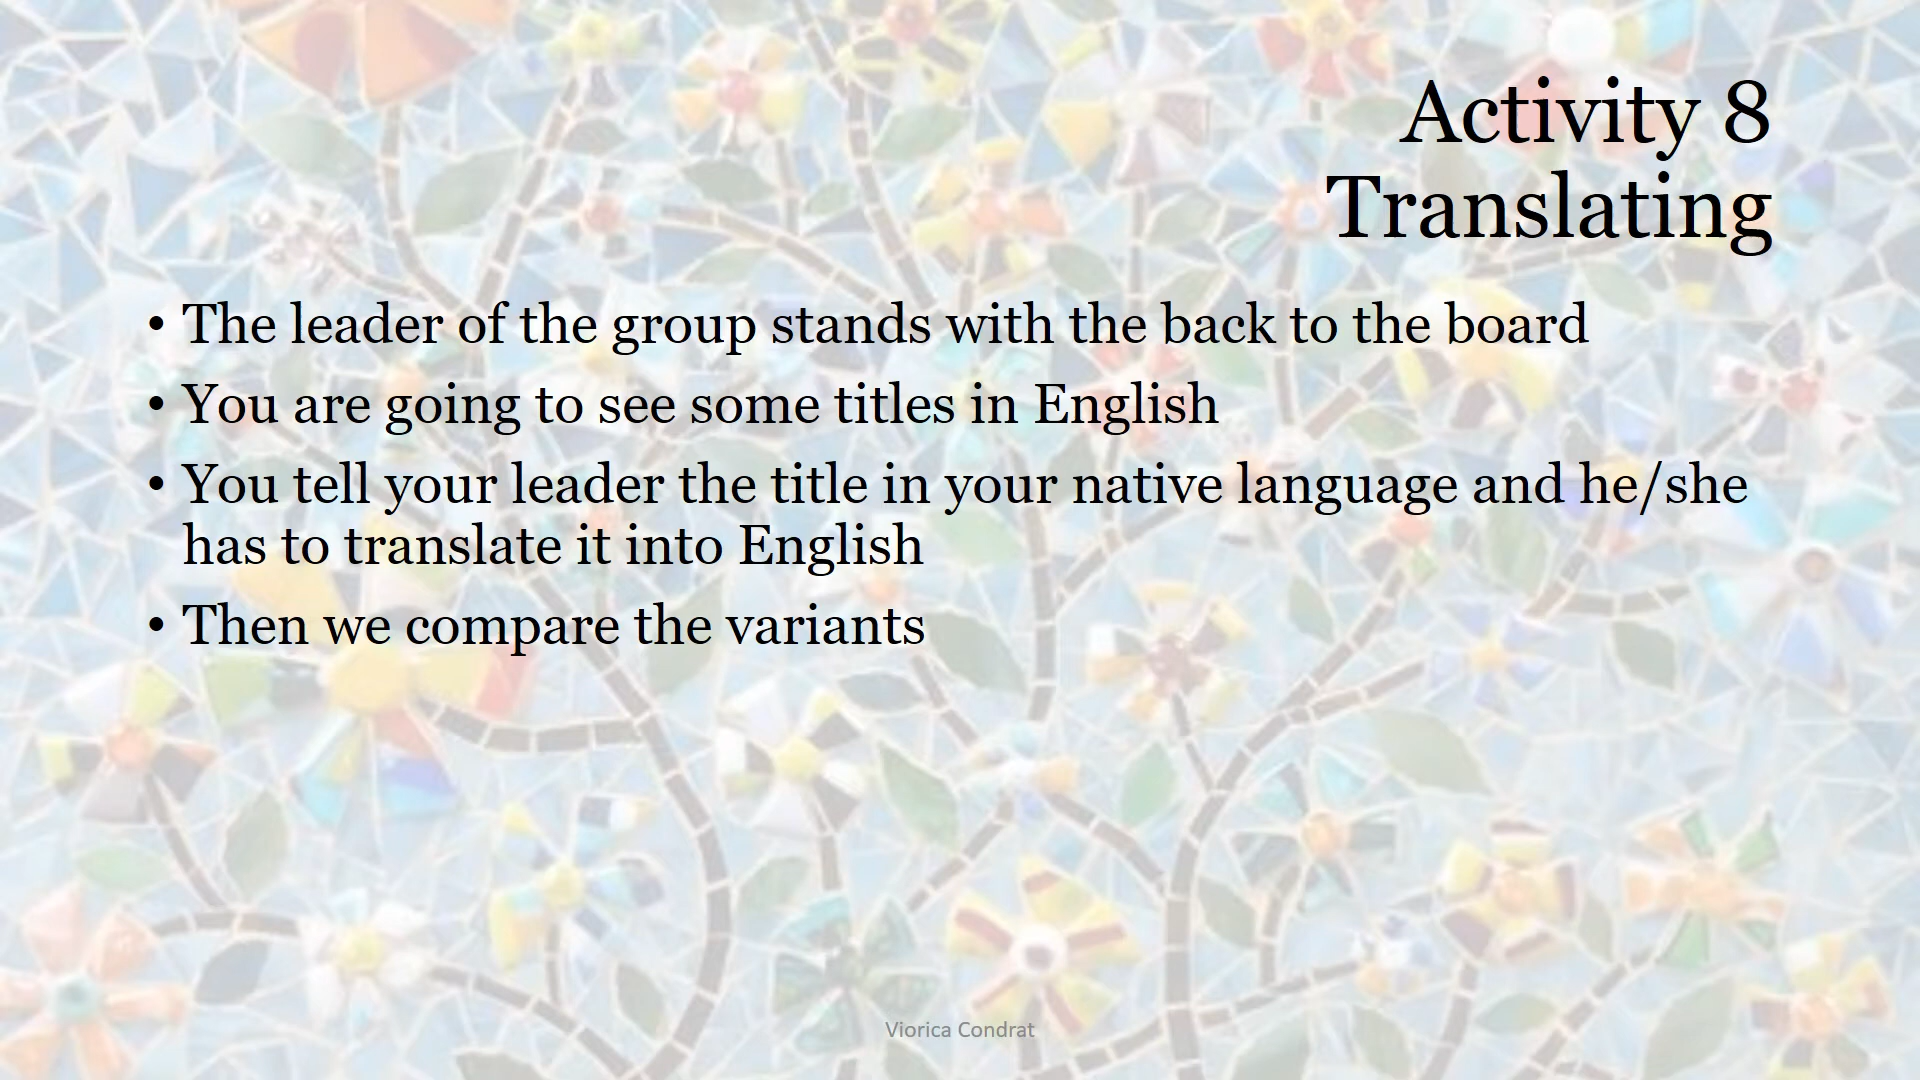 Activity 8
Translating
• The leader of the group stands with the back to the board
• You are going to see some titles in English
• You tell your leader the title in your native language and he/she
has to translate it into English
• Then we compare the variants
Viorica Condrat